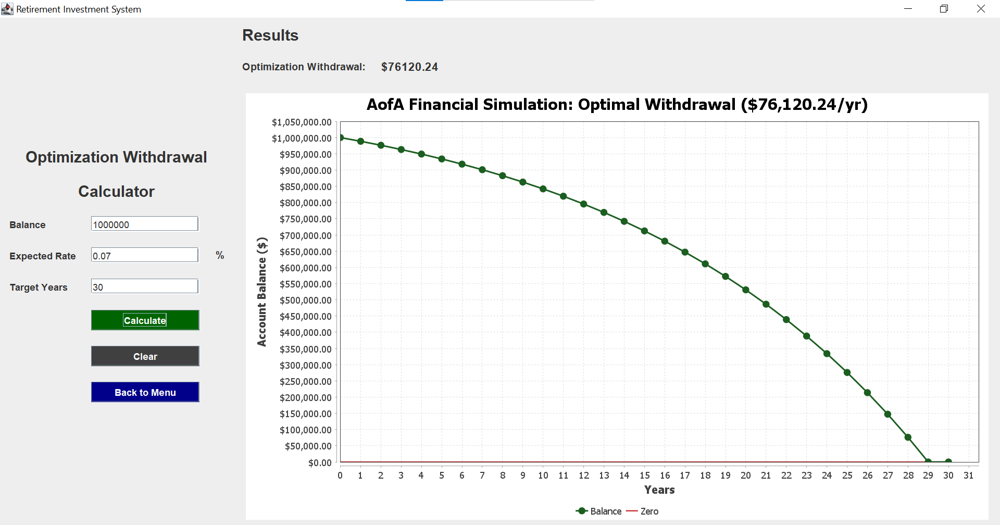 Retirement Investment System
Results
Optimization Withdrawal: $76120.24
Optimization Withdrawal
Calculator
Balance 1000000
Expected Rate 0.07 %
Target Years 30
Calculate
Clear
Back to Menu
AofA Financial Simulation: Optimal Withdrawal ($76,120.24/yr)
Account Balance ($)
$1,050,000.00
$1,000,000.00
$950,000.00
$900,000.00
$850,000.00
$800,000.00
$750,000.00
$700,000.00
$650,000.00
$600,000.00
$550,000.00
$500,000.00
$450,000.00
$400,000.00
$350,000.00
$300,000.00
$250,000.00
$200,000.00
$150,000.00
$100,000.00
$50,000.00
$0.00
0 1 2 3 4 5 6 7 8 9 10 11 12 13 14 15 16 17 18 19 20 21 22 23 24 25 26 27 28 29 30 31
Years
Balance Zero